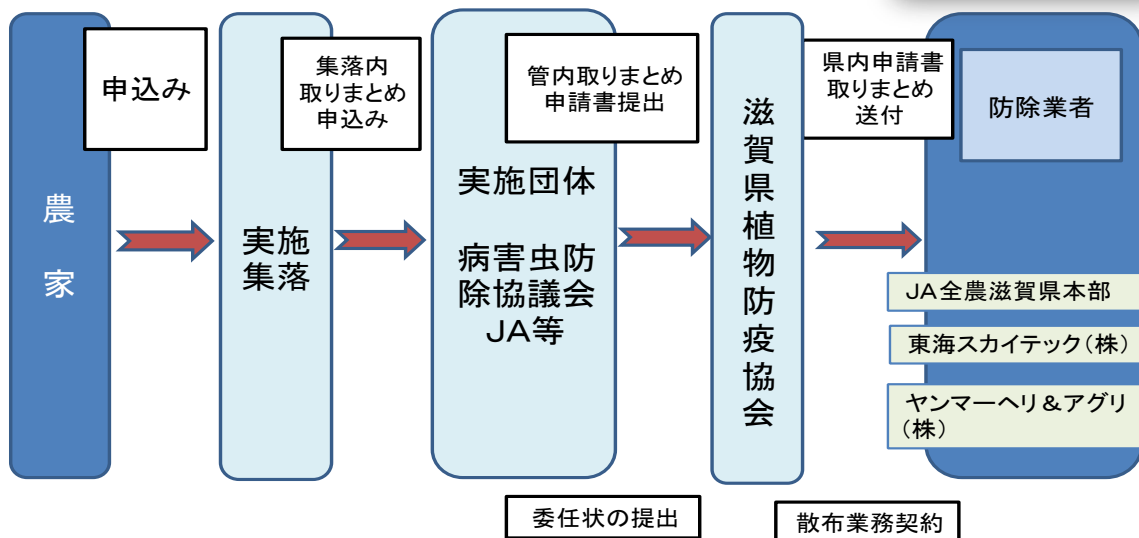 農家
申込み
実施
集落
集落内
取りまとめ
申込み
実施団体
病害虫防
除協議会
JA等
管内取りまとめ
申請書提出
滋賀県植物防疫協会
県内申請書
取りまとめ
送付
防除業者
JA全農滋賀県本部
東海スカイテック(株)
ヤンマーヘリ&アグリ
(株)
委任状の提出
散布業務契約